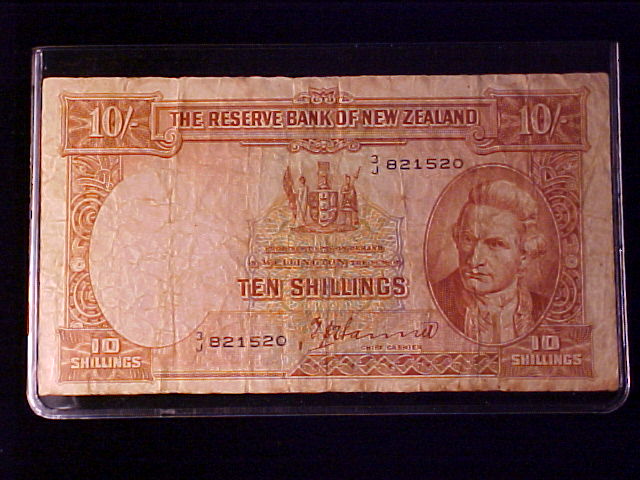 10/-
THE RESERVE BANK OF NEW ZEALAND
10/-
3/J 821520
WELLINGTON
TEN SHILLINGS
3/J 821520
CHIEF CASHIER
10
SHILLINGS
10
SHILLINGS